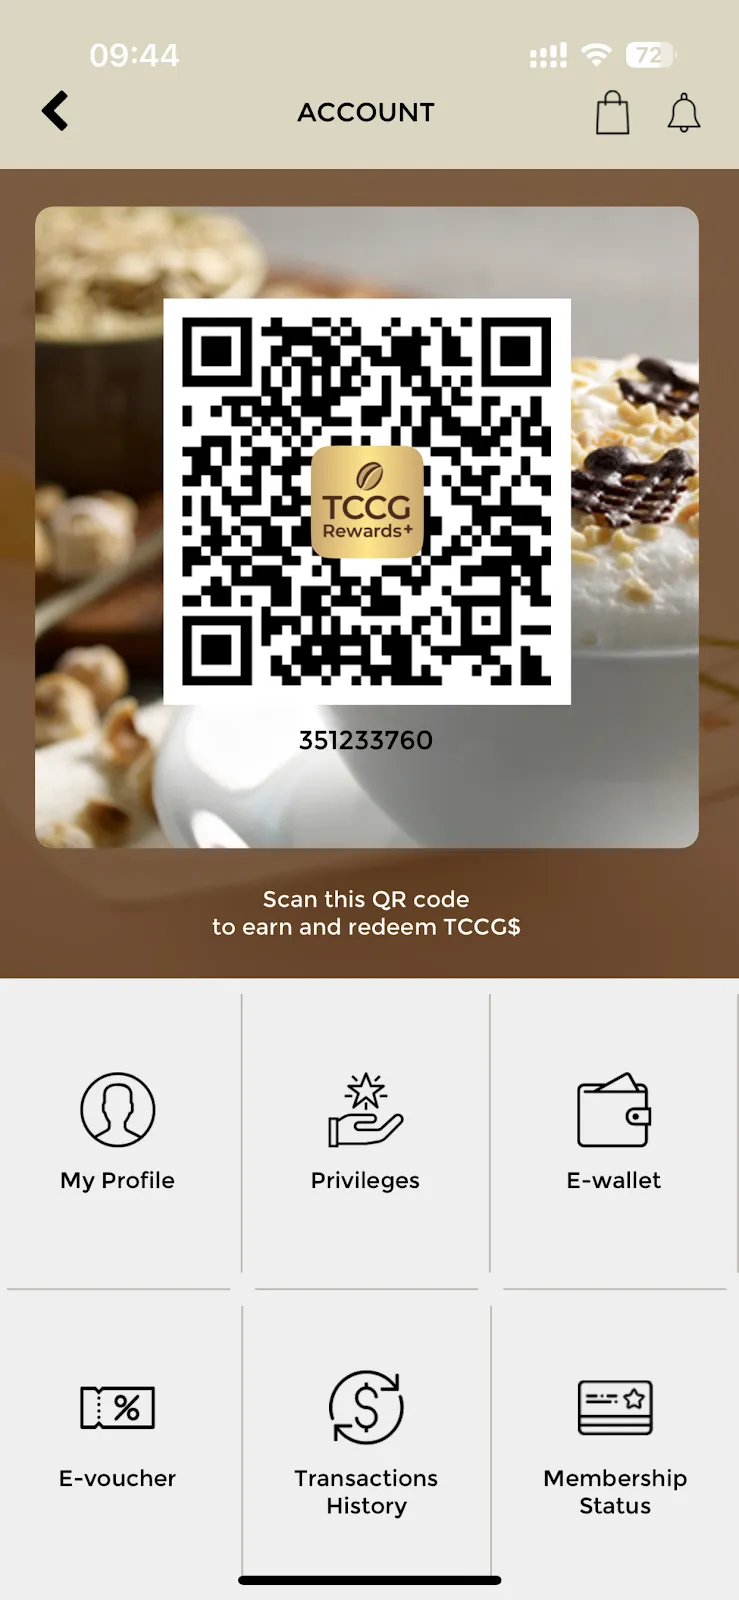 09:44
72
ACCOUNT
TCCG
Rewards+
351233760
Scan this QR code
to earn and redeem TCCG$
My Profile
Privileges
E-wallet
%
$
E-voucher
Transactions
History
Membership
Status